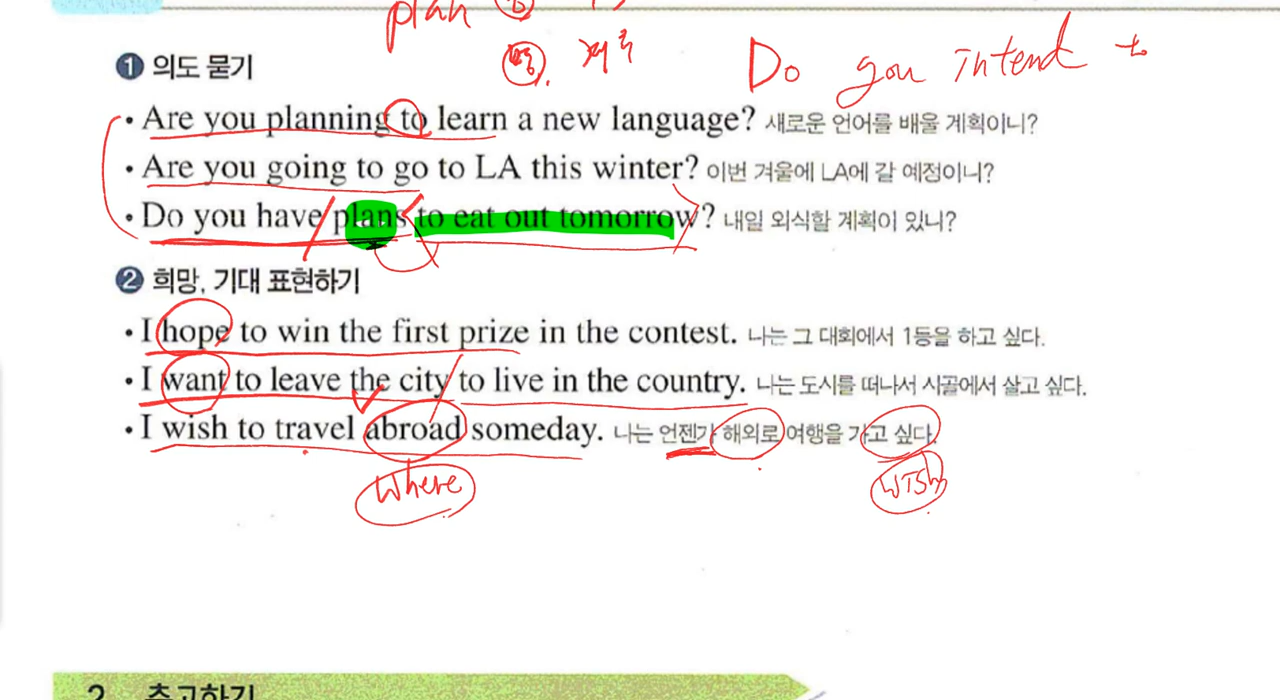 plan
❶ 의도 묻기
Do you intend to
• Are you planning to learn a new language? 새로운 언어를 배울 계획이니?
• Are you going to go to LA this winter? 이번 겨울에 LA에 갈 예정이니?
• Do you have plans to eat out tomorrow? 내일 외식할 계획이 있니?
❷ 희망, 기대 표현하기
• I hope to win the first prize in the contest. 나는 그 대회에서 1등을 하고 싶다.
• I want to leave the city to live in the country. 나는 도시를 떠나서 시골에서 살고 싶다.
• I wish to travel abroad someday. 나는 언젠가 해외로 여행을 가고 싶다.
where
wish
2 충고하기